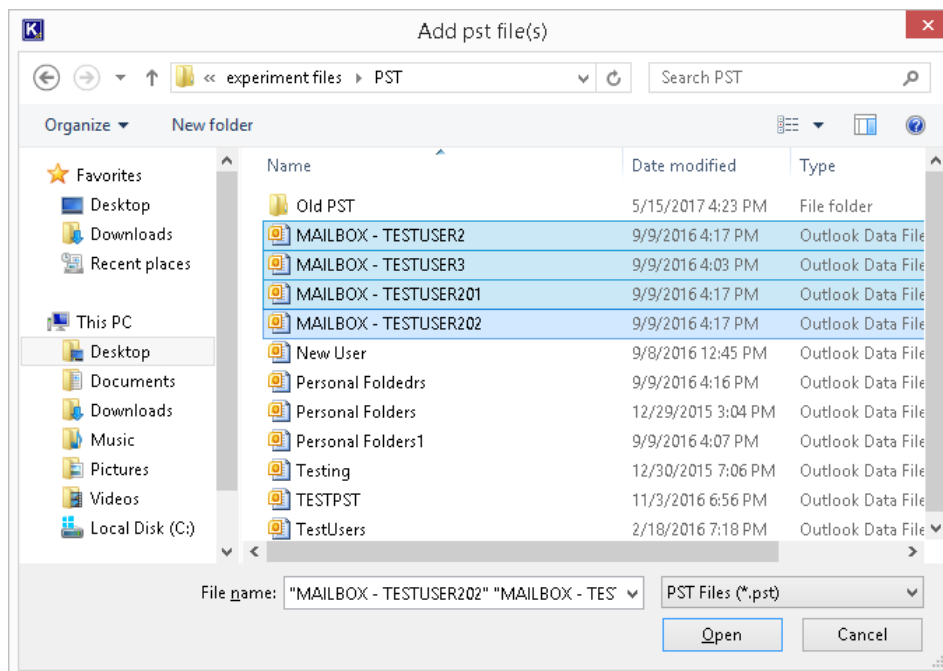 K
Add pst file(s)
« experiment files PST
Search PST
Organize
New folder
Favorites
Desktop
Downloads
Recent places
This PC
Desktop
Documents
Downloads
Music
Pictures
Videos
Local Disk (C:)
Name Date modified Type
Old PST 5/15/2017 4:23 PM File folder
MAILBOX - TESTUSER2 9/9/2016 4:17 PM Outlook Data File
MAILBOX - TESTUSER3 9/9/2016 4:03 PM Outlook Data File
MAILBOX - TESTUSER201 9/9/2016 4:17 PM Outlook Data File
MAILBOX - TESTUSER202 9/9/2016 4:17 PM Outlook Data File
New User 9/8/2016 12:45 PM Outlook Data File
Personal Foldedrs 9/9/2016 4:16 PM Outlook Data File
Personal Folders 12/29/2015 3:04 PM Outlook Data File
Personal Folders1 9/9/2016 4:07 PM Outlook Data File
Testing 12/30/2015 7:06 PM Outlook Data File
TESTPST 11/3/2016 6:56 PM Outlook Data File
TestUsers 2/18/2016 7:18 PM Outlook Data File
File name: "MAILBOX - TESTUSER202" "MAILBOX - TES
PST Files (*.pst)
Open
Cancel